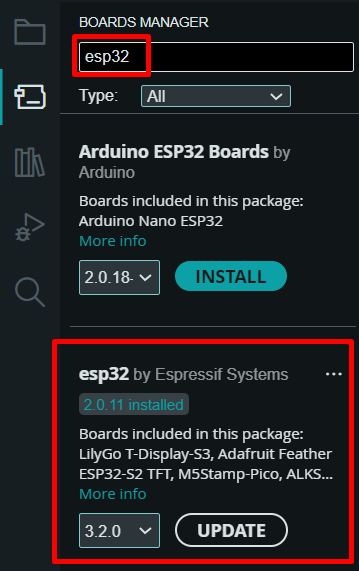 BOARDS MANAGER
esp32
Type: All
Arduino ESP32 Boards by
Arduino
Boards included in this package:
Arduino Nano ESP32
More info
2.0.18- INSTALL
esp32 by Espressif Systems ...
2.0.11 installed
Boards included in this package:
LilyGo T-Display-S3, Adafruit Feather
ESP32-S2 TFT, M5Stamp-Pico, ALKS...
More info
3.2.0 UPDATE